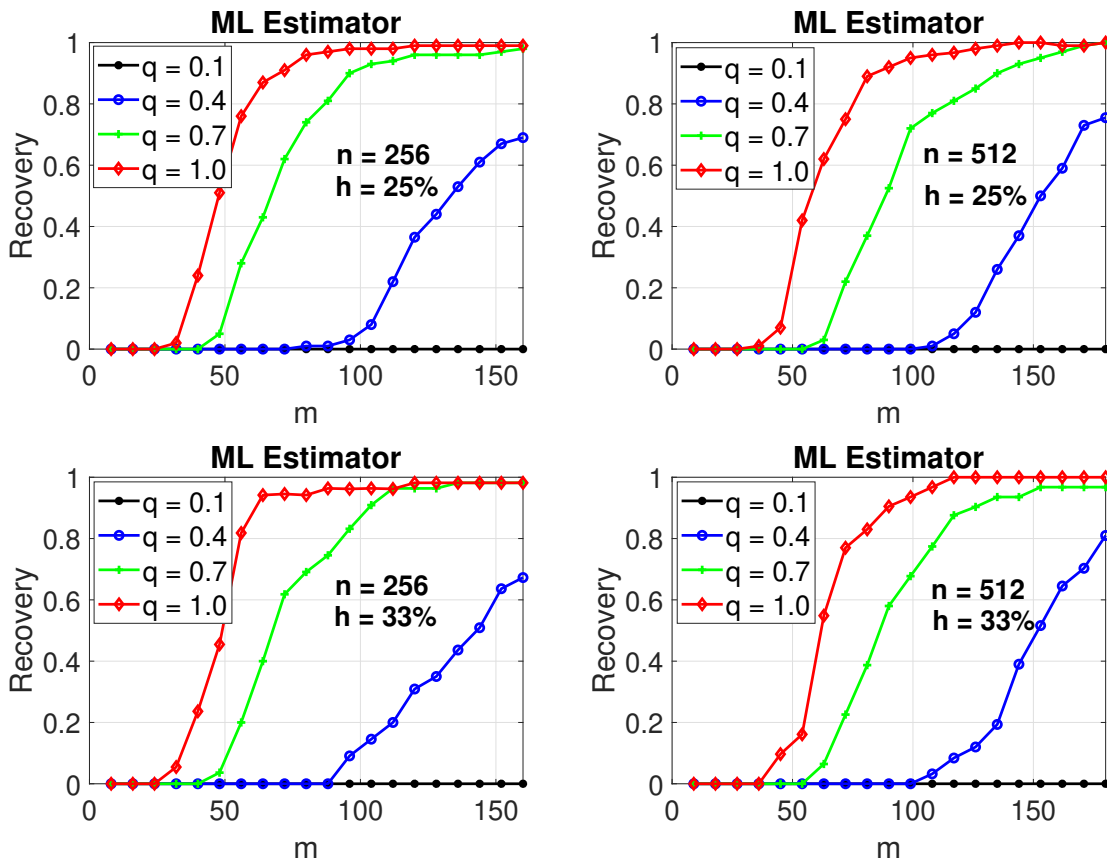 ML Estimator
1
0.8
0.6
0.4
0.2
0
Recovery
q = 0.1
q = 0.4
q = 0.7
q = 1.0
n = 256
h = 25%
0 50 100 150
m
ML Estimator
1
0.8
0.6
0.4
0.2
0
Recovery
q = 0.1
q = 0.4
q = 0.7
q = 1.0
n = 512
h = 25%
0 50 100 150
m
ML Estimator
1
0.8
0.6
0.4
0.2
0
Recovery
q = 0.1
q = 0.4
q = 0.7
q = 1.0
n = 256
h = 33%
0 50 100 150
m
ML Estimator
1
0.8
0.6
0.4
0.2
0
Recovery
q = 0.1
q = 0.4
q = 0.7
q = 1.0
n = 512
h = 33%
0 50 100 150
m